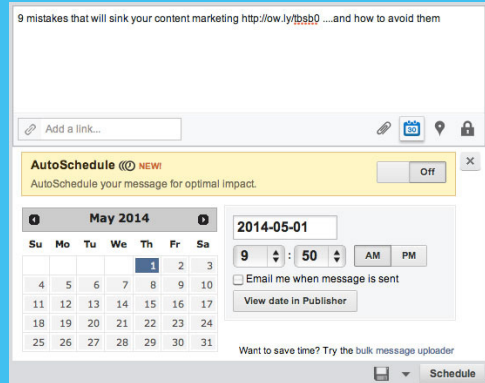 9 mistakes that will sink your content marketing http://ow.ly/tbsb0 ....and how to avoid them
Add a link...
30
AutoSchedule NEW!
AutoSchedule your message for optimal impact.
Off
×
May 2014
Su Mo Tu We Th Fr Sa
1 2 3
4 5 6 7 8 9 10
11 12 13 14 15 16 17
18 19 20 21 22 23 24
25 26 27 28 29 30 31
2014-05-01
9 : 50 AM PM
Email me when message is sent
View date in Publisher
Want to save time? Try the bulk message uploader
Schedule